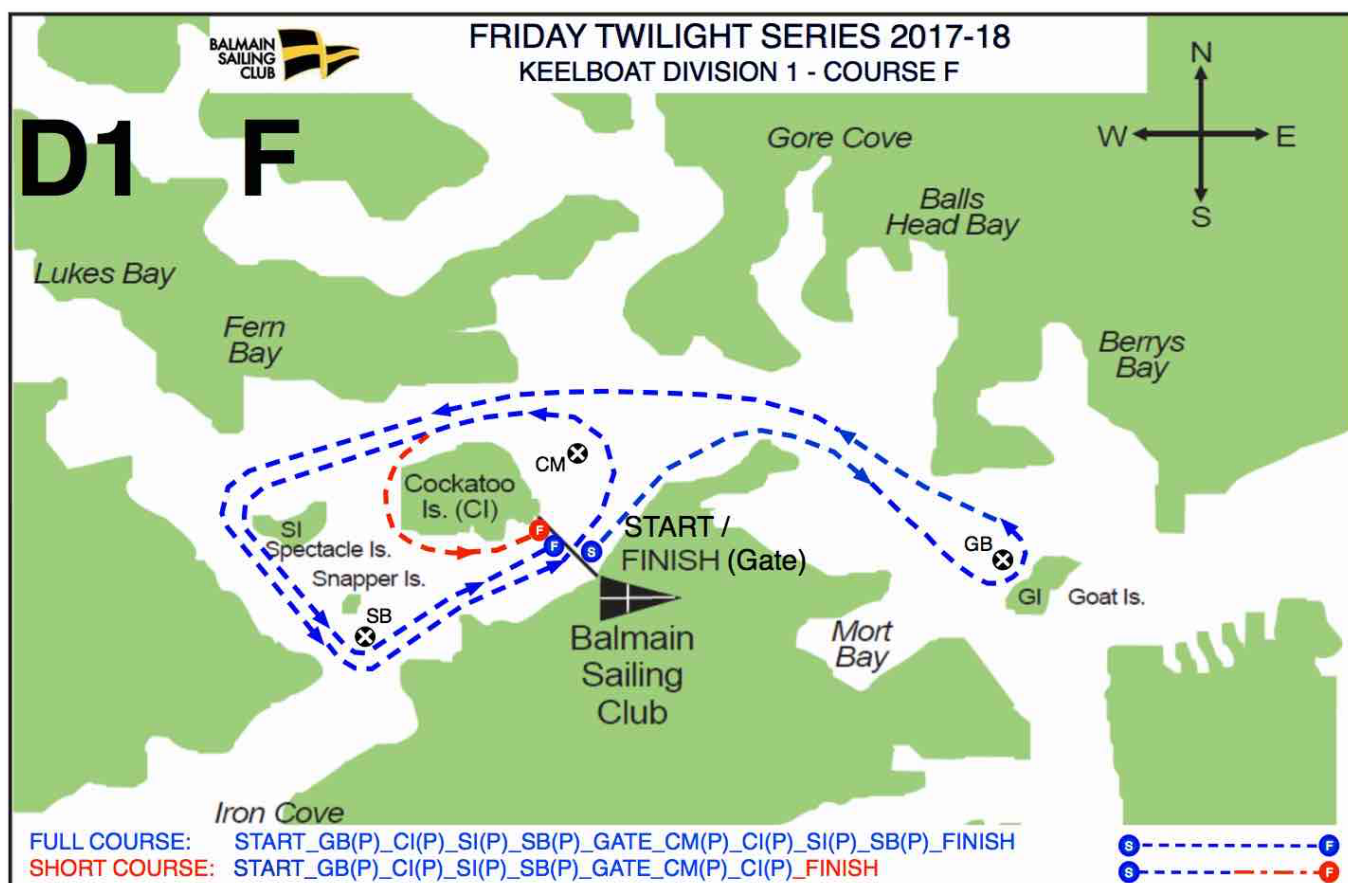 BALMAIN
SAILING
CLUB
FRIDAY TWILIGHT SERIES 2017-18
KEELBOAT DIVISION 1 - COURSE F
D1 F
N
W E
S
Gore Cove
Balls
Head Bay
Lukes Bay
Fern
Bay
Berrys
Bay
CM
Cockatoo
Is. (CI)
SI
Spectacle Is.
Snapper Is.
SB
F
F
S
START /
FINISH (Gate)
GB
GI Goat Is.
Balmain
Sailing
Club
Mort
Bay
Iron Cove
FULL COURSE: START_GB(P)_CI(P)_SI(P)_SB(P)_GATE_CM(P)_CI(P)_SI(P)_SB(P)_FINISH
S F
SHORT COURSE: START_GB(P)_CI(P)_SI(P)_SB(P)_GATE_CM(P)_CI(P)_FINISH
S F